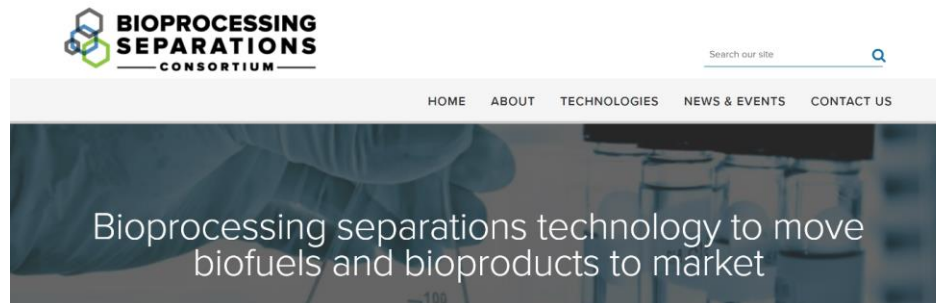 BIOPROCESSING
SEPARATIONS
CONSORTIUM
Search our site
HOME ABOUT TECHNOLOGIES NEWS & EVENTS CONTACT US
Bioprocessing separations technology to move
biofuels and bioproducts to market
100